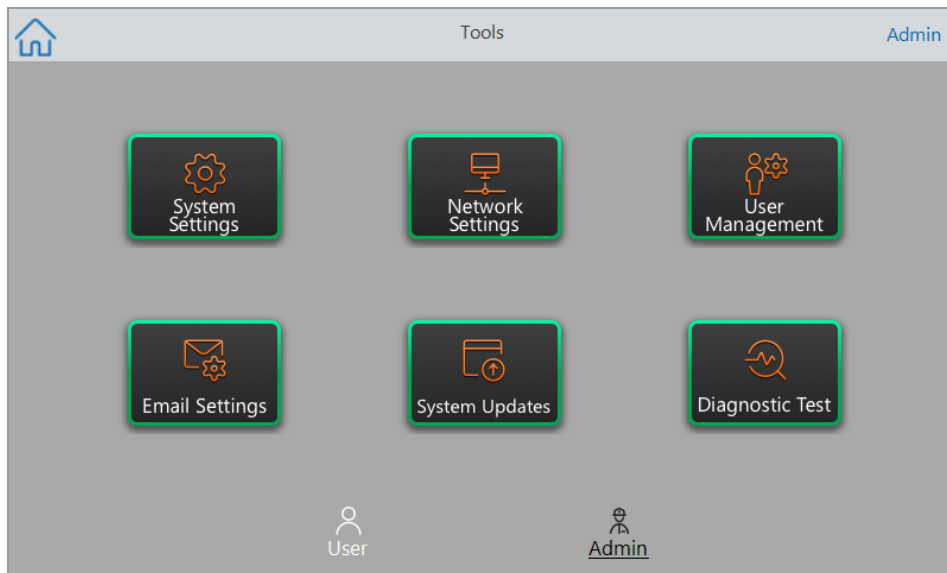 Tools
Admin
System
Settings
Network
Settings
User
Management
Email Settings
System Updates
Diagnostic Test
User
Admin